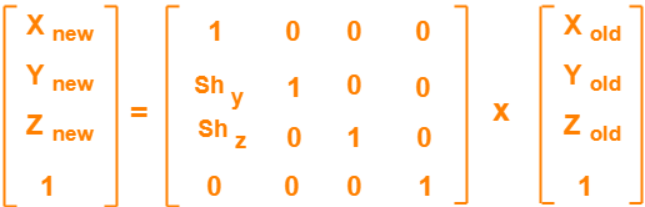 X new 1 0 0 0 X old
Y new Sh y 1 0 0 Y old
= x
Z new Sh z 0 1 0 Z old
1 0 0 0 1 1